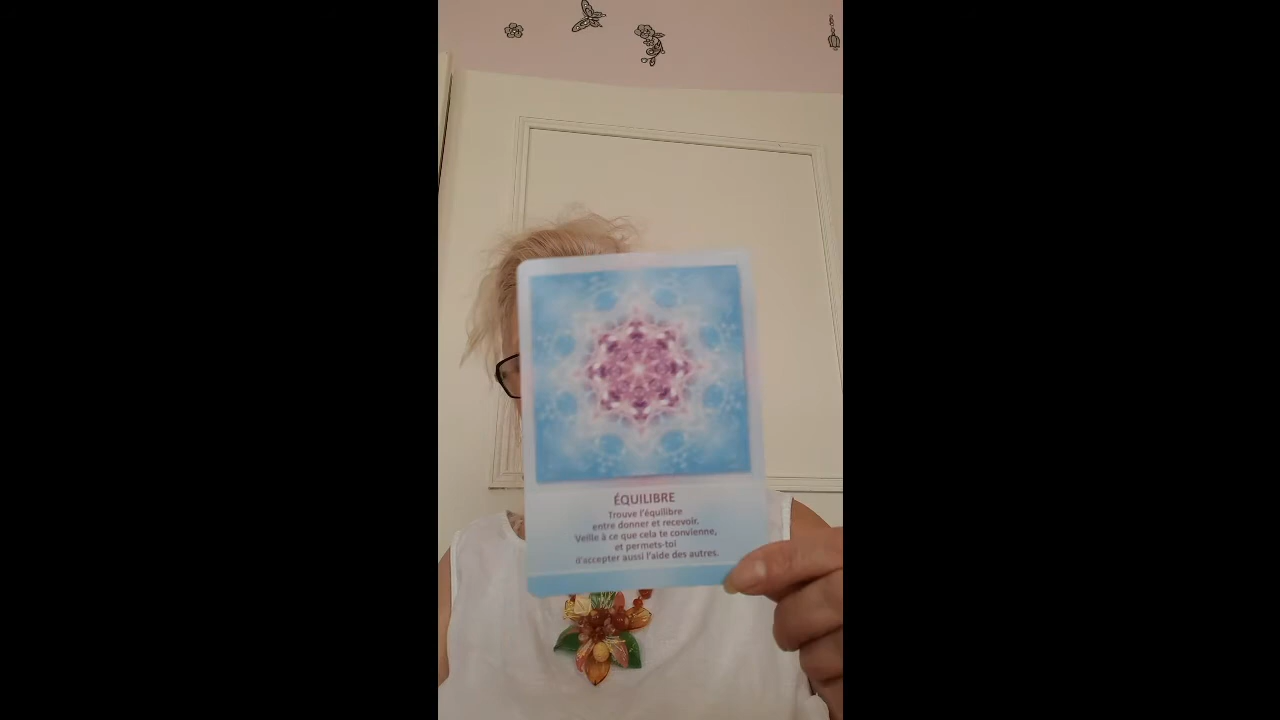 ÉQUILIBRE
Trouve l'équilibre
entre donner et recevoir.
Veille à ce que cela te convienne,
et permets-toi
d'accepter aussi l'aide des autres.